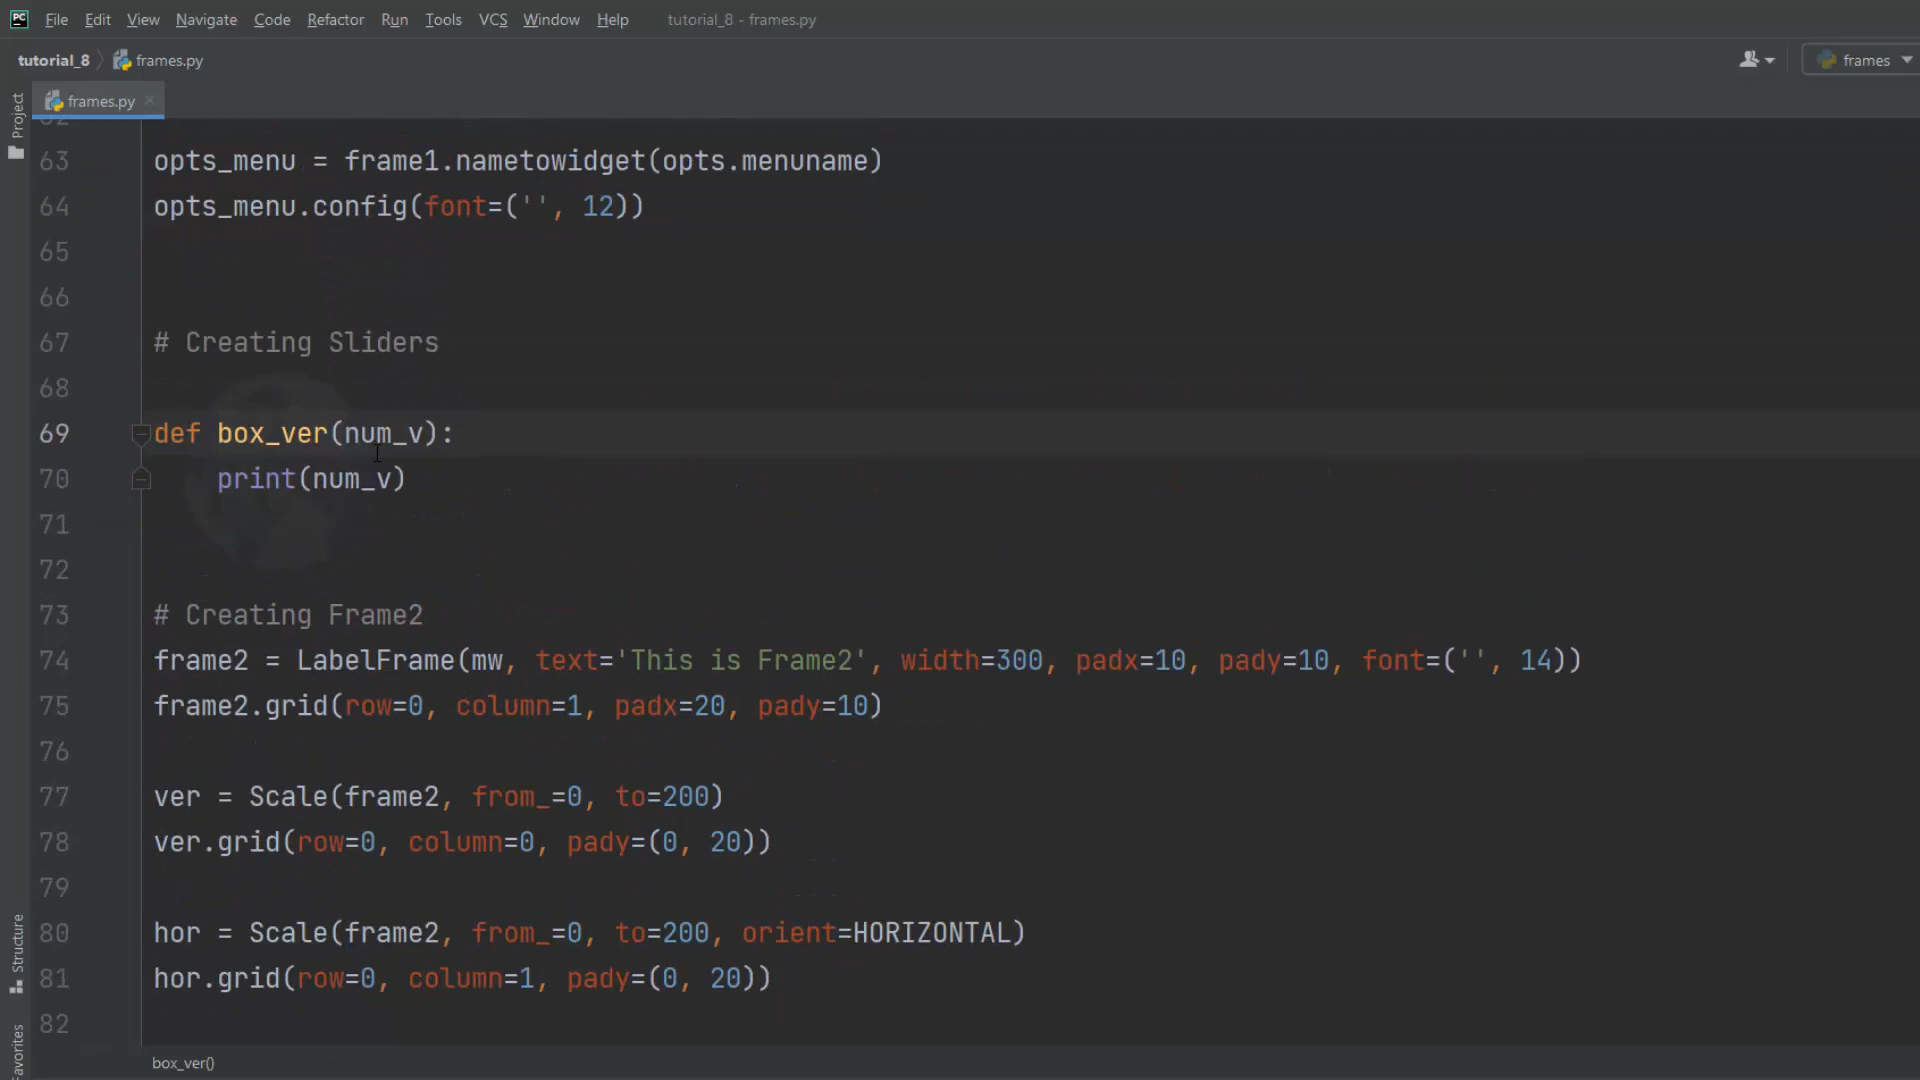 PC File Edit View Navigate Code Refactor Run Tools VCS Window Help tutorial_8 - frames.py
tutorial_8 frames.py frames
frames.py
Project
63 opts_menu = frame1.nametowidget(opts.menuname)
64 opts_menu.config(font=('', 12))
65
66
67 # Creating Sliders
68
69 def box_ver(num_v):
70 print(num_v)
71
72
73 # Creating Frame2
74 frame2 = LabelFrame(mw, text='This is Frame2', width=300, padx=10, pady=10, font=('', 14))
75 frame2.grid(row=0, column=1, padx=20, pady=10)
76
77 ver = Scale(frame2, from_=0, to=200)
78 ver.grid(row=0, column=0, pady=(0, 20))
79
80 hor = Scale(frame2, from_=0, to=200, orient=HORIZONTAL)
81 hor.grid(row=0, column=1, pady=(0, 20))
82
Structure
Favorites
box_ver()